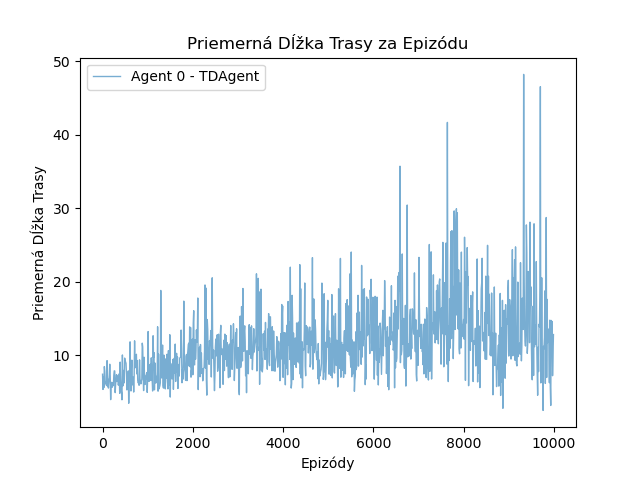 Priemerná Dĺžka Trasy za Epizódu
Agent 0 - TDAgent
Priemerná Dĺžka Trasy
50
40
30
20
10
0
2000
4000
6000
8000
10000
Epizódy